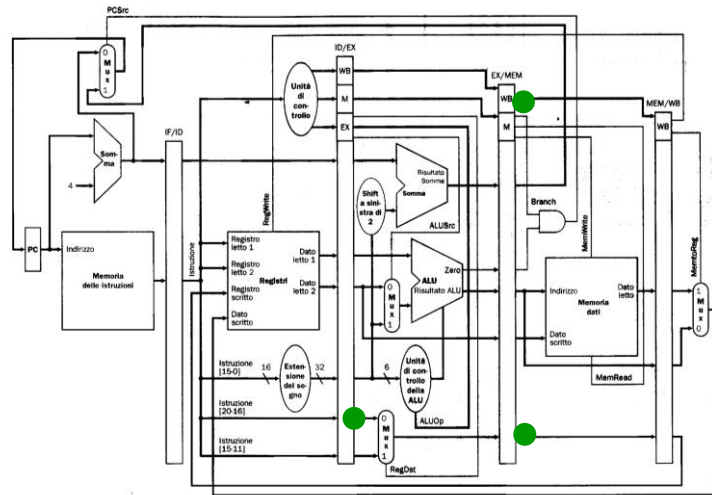 PCSrc
0
M
u
x
1
ID/EX
WB
M
EX
Unità
di con-
trollo
EX/MEM
WB
M
MEM/WB
WB
IF/ID
Som-
ma
4
Risultato
Somma
Somma
Shift
a sini-
stra di
2
Branch
RegWrite
ALUSrc
MemWrite
MemtoReg
PC
Indirizzo
Memoria
delle istruzioni
Istruzione
Registro
letto 1
Registro
letto 2
Registro
scritto
Dato
scritto
Registri
Dato
letto 1
Dato
letto 2
0
M
u
x
1
Zero
ALU
Risultato ALU
Indirizzo
Dato
letto
Memoria
dati
Dato
scritto
1
M
u
x
0
Istruzione
[15-0]
16
Esten-
sione
del se-
gno
32
6
Unità
di con-
trollo
della
ALU
MemRead
Istruzione
[20-16]
Istruzione
[15-11]
0
M
u
x
1
ALUOp
RegDst